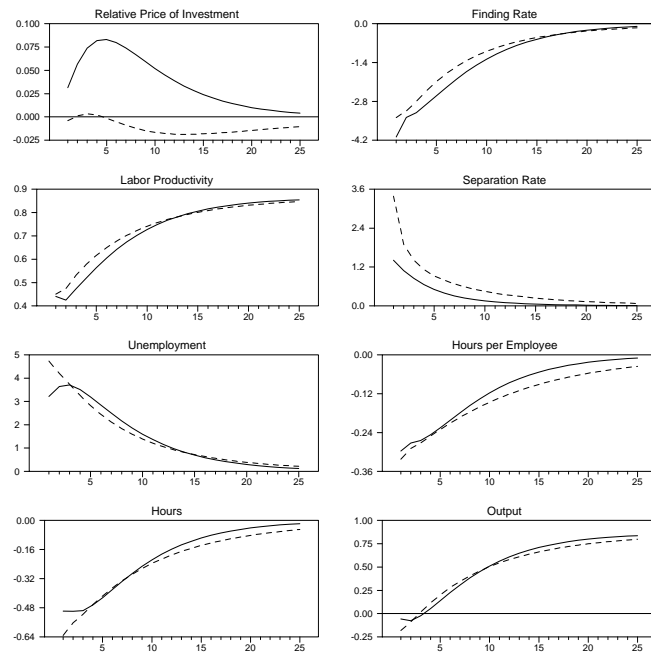 Relative Price of Investment
0.100
0.075
0.050
0.025
0.000
-0.025
5 10 15 20 25
Finding Rate
0.0
-1.4
-2.8
-4.2
5 10 15 20 25
Labor Productivity
0.9
0.8
0.7
0.6
0.5
0.4
5 10 15 20 25
Separation Rate
3.6
2.4
1.2
0.0
5 10 15 20 25
Unemployment
5
4
3
2
1
0
5 10 15 20 25
Hours per Employee
0.00
-0.12
-0.24
-0.36
5 10 15 20 25
Hours
0.00
-0.16
-0.32
-0.48
-0.64
5 10 15 20 25
Output
1.00
0.75
0.50
0.25
0.00
-0.25
5 10 15 20 25